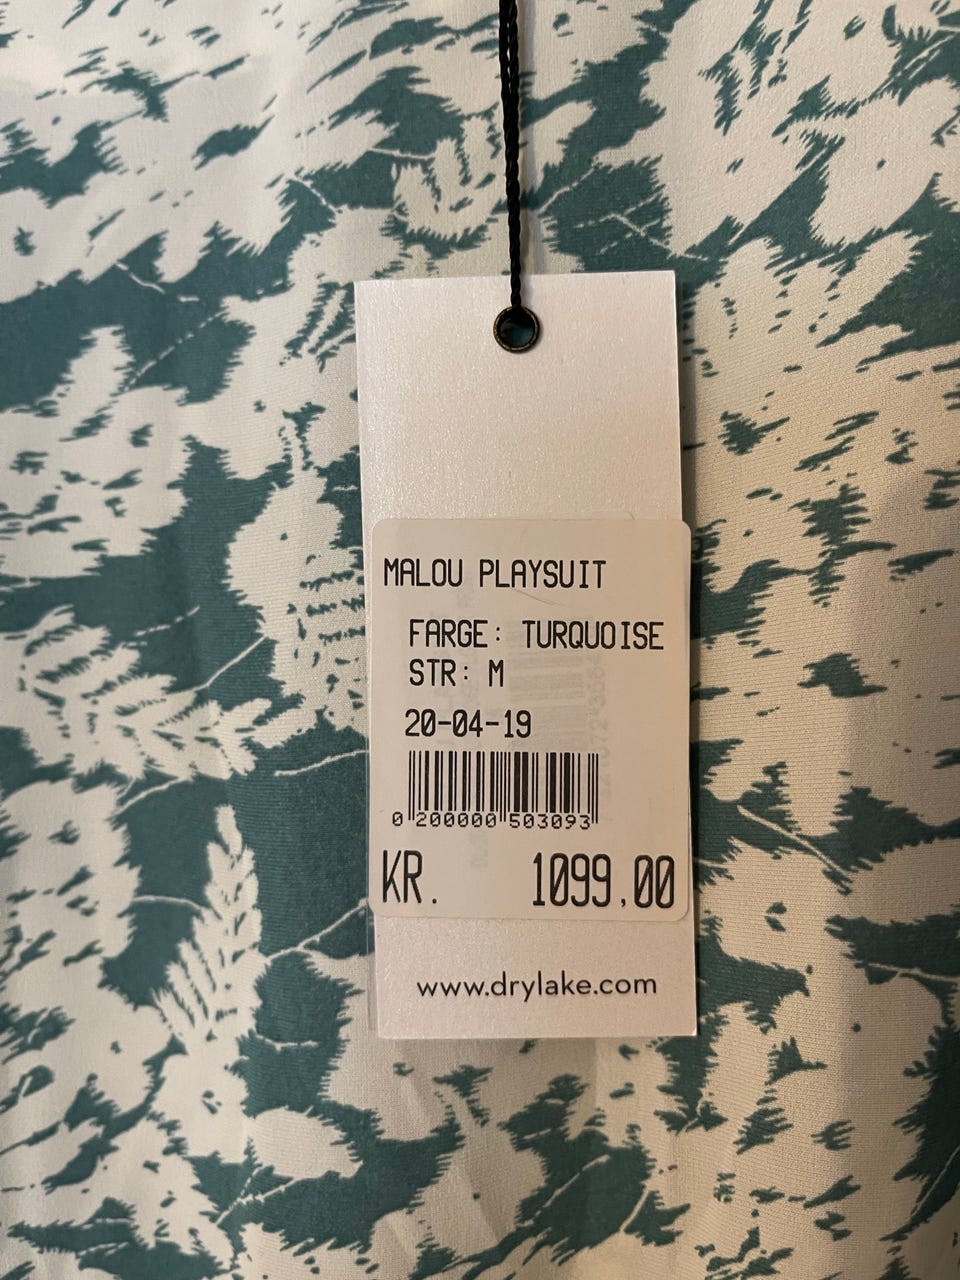 MALOU PLAYSUIT
FARGE: TURQUOISE
STR: M
20-04-19
0 200000 503093
KR. 1099,00
www.drylake.com